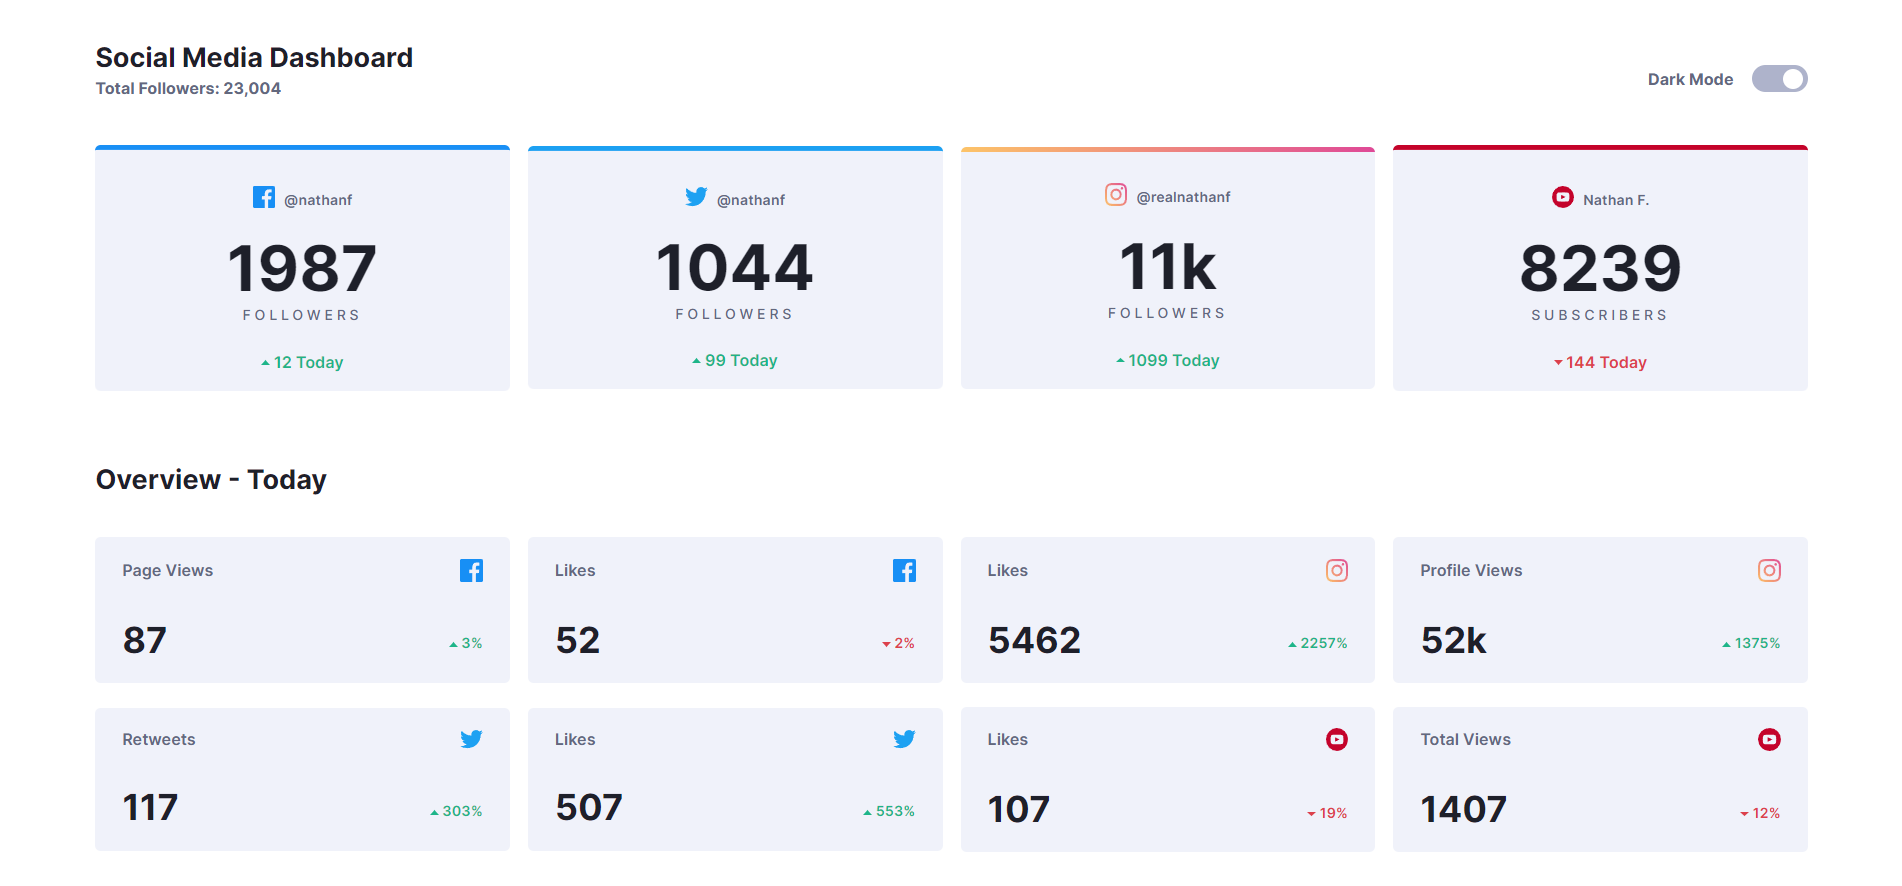 Social Media Dashboard
Total Followers: 23,004
Dark Mode
@nathanf
1987
FOLLOWERS
12 Today
@nathanf
1044
FOLLOWERS
99 Today
@realnathanf
11k
FOLLOWERS
1099 Today
Nathan F.
8239
SUBSCRIBERS
144 Today
Overview - Today
Page Views
87
3%
Likes
52
2%
Likes
5462
2257%
Profile Views
52k
1375%
Retweets
117
303%
Likes
507
553%
Likes
107
19%
Total Views
1407
12%